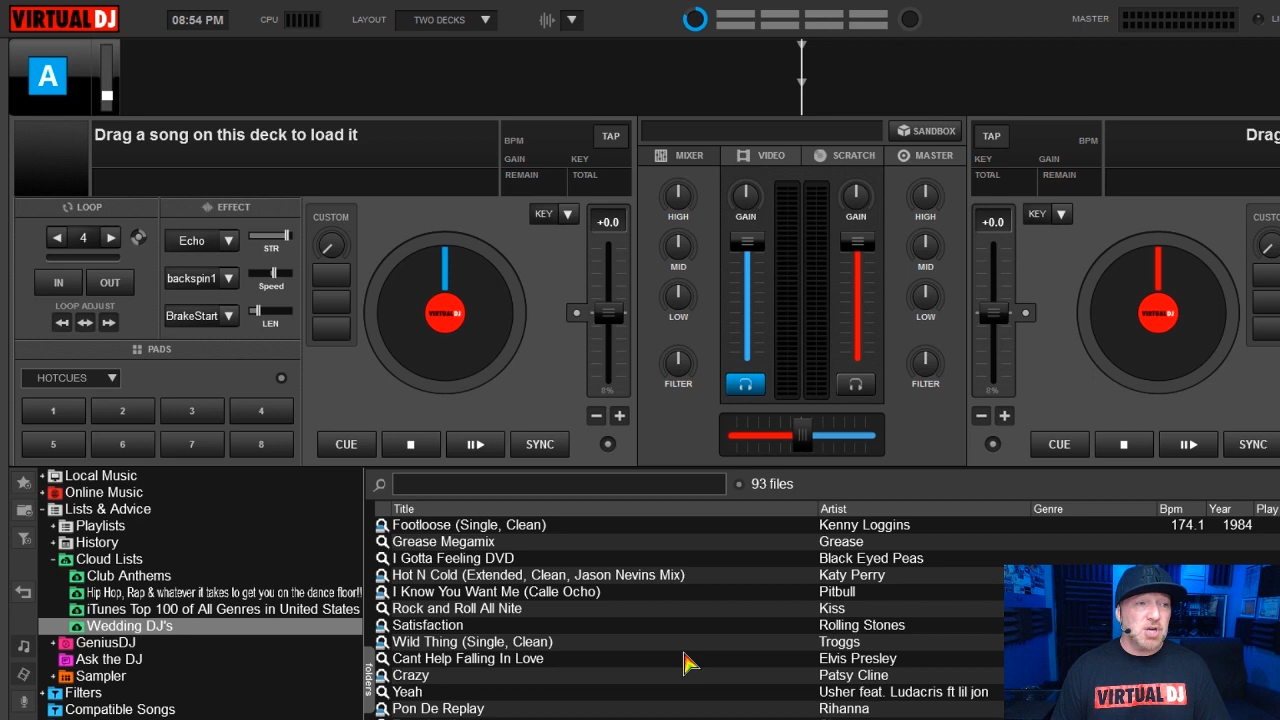 VIRTUAL DJ 08:54 PM CPU LAYOUT TWO DECKS MASTER
A
Drag a song on this deck to load it
BPM
GAIN KEY
REMAIN TOTAL
TAP
SANDBOX
MIXER VIDEO SCRATCH MASTER
TAP
KEY GAIN BPM
TOTAL REMAIN
Drag
LOOP EFFECT
4
IN OUT
LOOP ADJUST
Echo STR
backspin1 Speed
BrakeStart LEN
CUSTOM
KEY +0.0
VIRTUAL DJ
0%
HIGH
MID
LOW
FILTER
GAIN GAIN
HIGH
MID
LOW
FILTER
+0.0 KEY
VIRTUAL DJ
0%
PADS
HOTCUES
1 2 3 4
5 6 7 8
CUE SYNC
CUE SYNC
Local Music
Online Music
Lists & Advice
Playlists
History
Cloud Lists
Club Anthems
Hip Hop, Rap & whatever it takes to get you on the dance floor!!
iTunes Top 100 of All Genres in United States
Wedding DJ's
GeniusDJ
Ask the DJ
Sampler
Filters
Compatible Songs
folders
93 files
Title Artist Genre Bpm Year Play
Footloose (Single, Clean) Kenny Loggins 174.1 1984
Grease Megamix Grease
I Gotta Feeling DVD Black Eyed Peas
Hot N Cold (Extended, Clean, Jason Nevins Mix) Katy Perry
I Know You Want Me (Calle Ocho) Pitbull
Rock and Roll All Nite Kiss
Satisfaction Rolling Stones
Wild Thing (Single, Clean) Troggs
Cant Help Falling In Love Elvis Presley
Crazy Patsy Cline
Yeah Usher feat. Ludacris ft lil jon
Pon De Replay Rihanna
VIRTUAL DJ